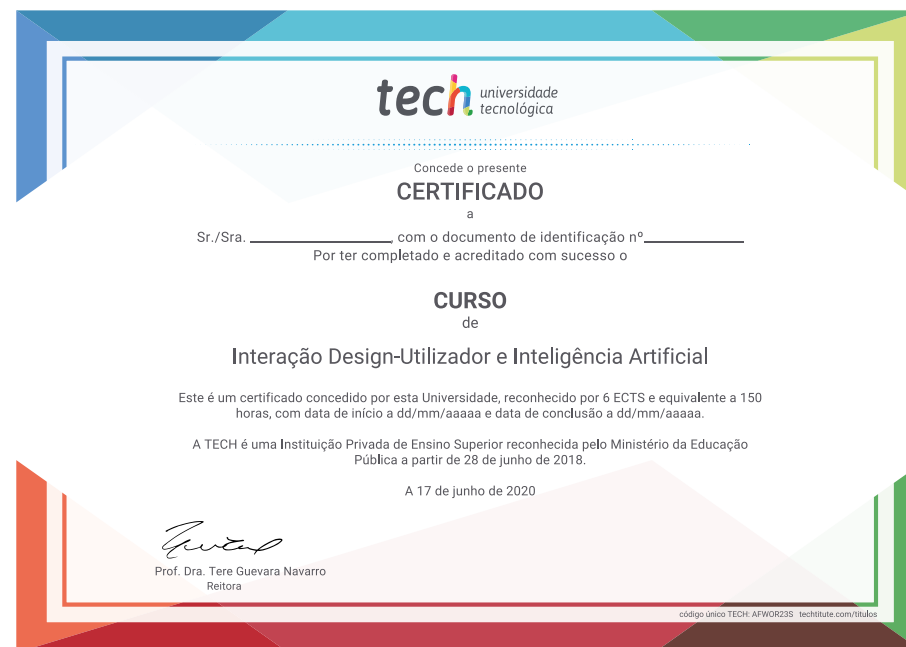 tech universidade
tecnológica
Concede o presente
CERTIFICADO
a
Sr./Sra. ____________________, com o documento de identificação nº______________
Por ter completado e acreditado com sucesso o
CURSO
de
Interação Design-Utilizador e Inteligência Artificial
Este é um certificado concedido por esta Universidade, reconhecido por 6 ECTS e equivalente a 150
horas, com data de início a dd/mm/aaaaa e data de conclusão a dd/mm/aaaaa.
A TECH é uma Instituição Privada de Ensino Superior reconhecida pelo Ministério da Educação
Pública a partir de 28 de junho de 2018.
A 17 de junho de 2020
Prof. Dra. Tere Guevara Navarro
Reitora
código único TECH: AFWOR23S techtitute.com/titulos